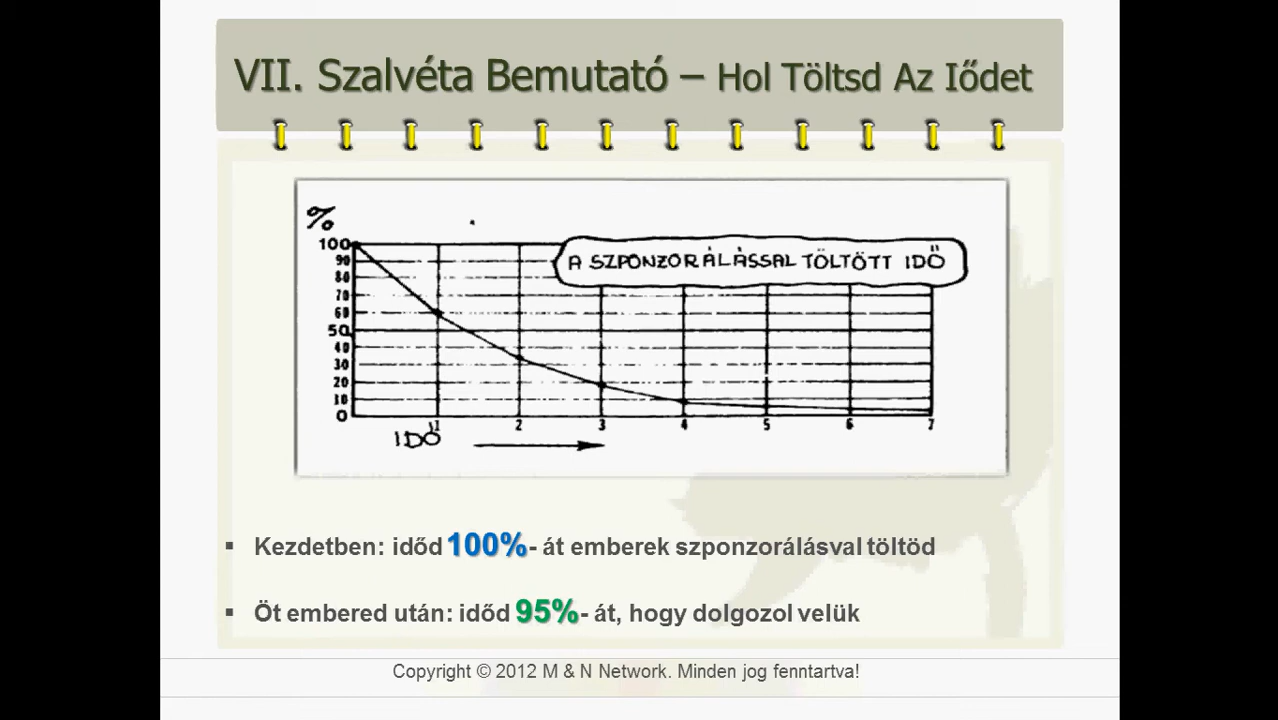 VII. Szalvéta Bemutató – Hol Töltsd Az Iődet
%
A SZPONZORÁLÁSSAL TÖLTÖTT IDŐ
100
90
80
70
60
50
40
30
20
10
0
1 2 3 4 5 6 7
IDŐ
▪ Kezdetben: időd 100%- át emberek szponzorálásval töltöd
▪ Öt embered után: időd 95%- át, hogy dolgozol velük
Copyright © 2012 M & N Network. Minden jog fenntartva!